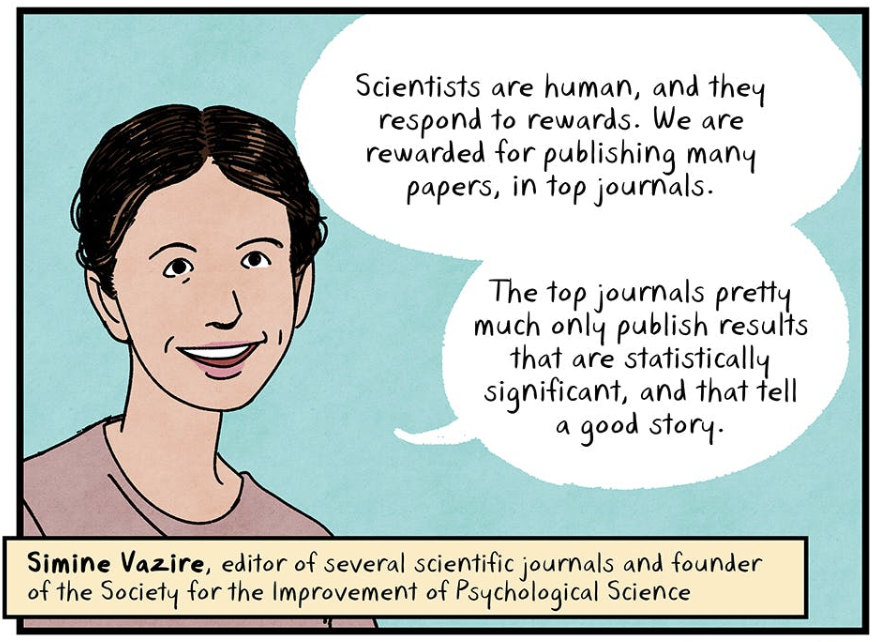 Scientists are human, and they
respond to rewards. We are
rewarded for publishing many
papers, in top journals.
The top journals pretty
much only publish results
that are statistically
significant, and that tell
a good story.
Simine Vazire, editor of several scientific journals and founder
of the Society for the Improvement of Psychological Science